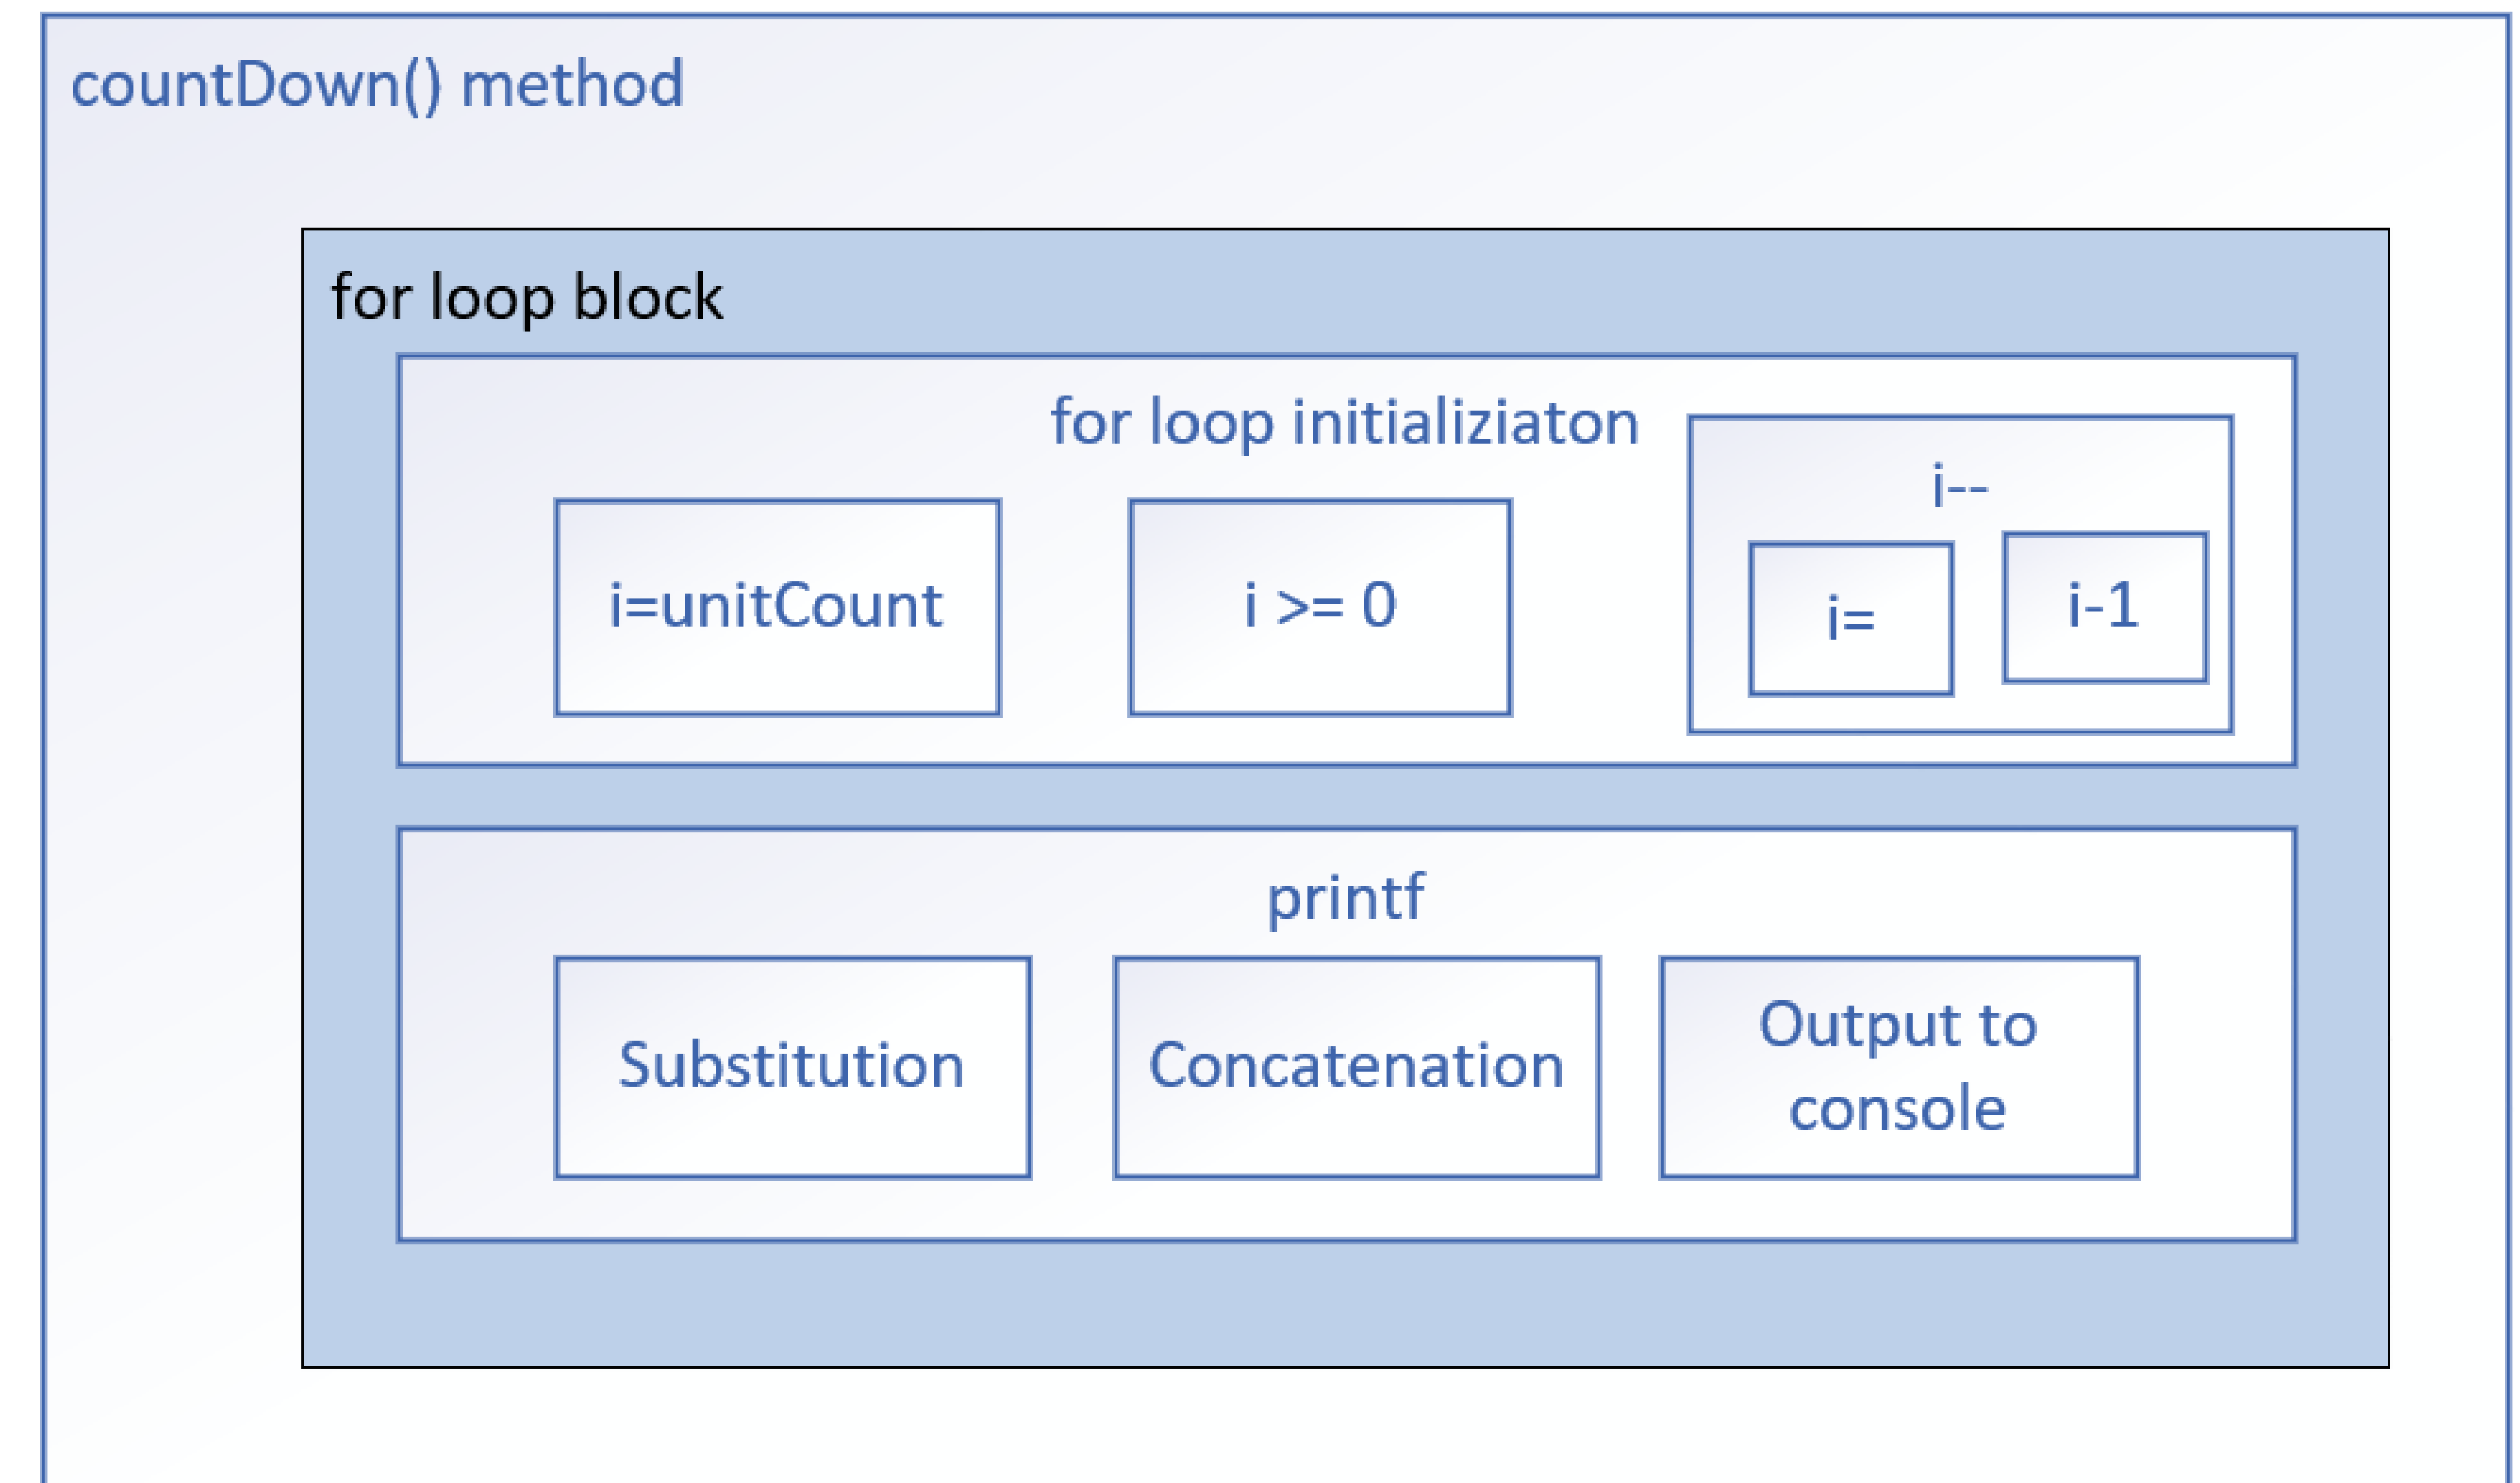 countDown() method
for loop block
for loop initializiaton
i--
i=unitCount
i >= 0
i=
i-1
printf
Substitution
Concatenation
Output to
console